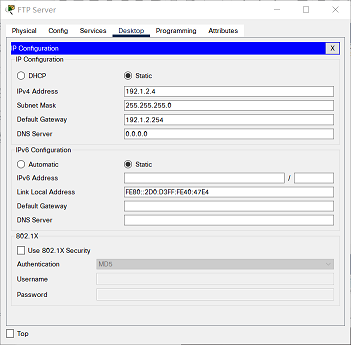 FTP Server
Physical Config Services Desktop Programming Attributes
IP Configuration X
IP Configuration
DHCP Static
IPv4 Address 192.1.2.4
Subnet Mask 255.255.255.0
Default Gateway 192.1.2.254
DNS Server 0.0.0.0
IPv6 Configuration
Automatic Static
IPv6 Address /
Link Local Address FE80::2D0:D3FF:FE40:47E4
Default Gateway
DNS Server
802.1X
Use 802.1X Security
Authentication MD5
Username
Password
Top